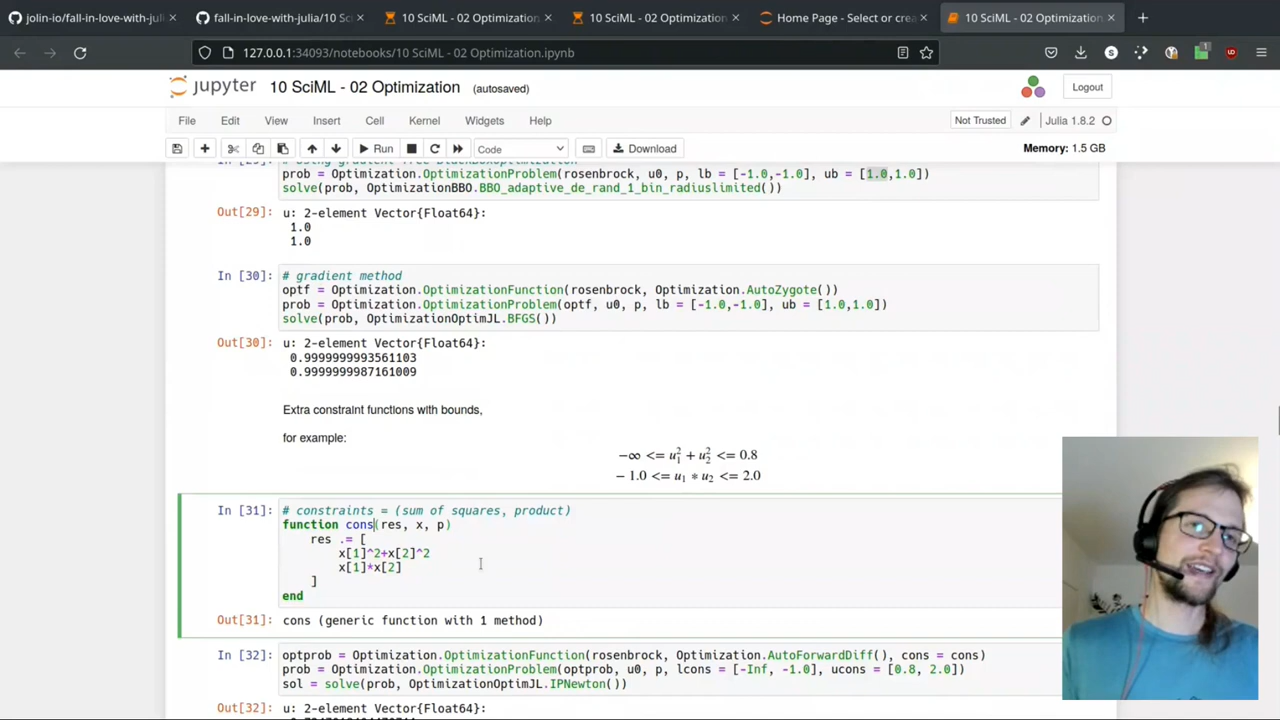 jolin-io/fall-in-love-with-juli
fall-in-love-with-julia/10 SciM
10 SciML - 02 Optimization
10 SciML - 02 Optimization.
Home Page - Select or crea
10 SciML - 02 Optimization
127.0.0.1:34093/notebooks/10 SciML - 02 Optimization.ipynb
jupyter 10 SciML - 02 Optimization (autosaved)
Logout
File Edit View Insert Cell Kernel Widgets Help
Not Trusted Julia 1.8.2
Run Code Download Memory: 1.5 GB
In [29]: # Using gradient free BlackBoxOptimization
prob = Optimization.OptimizationProblem(rosenbrock, u0, p, lb = [-1.0,-1.0], ub = [1.0,1.0])
solve(prob, OptimizationBBO.BBO_adaptive_de_rand_1_bin_radiuslimited())
Out[29]: u: 2-element Vector{Float64}:
1.0
1.0
In [30]: # gradient method
optf = Optimization.OptimizationFunction(rosenbrock, Optimization.AutoZygote())
prob = Optimization.OptimizationProblem(optf, u0, p, lb = [-1.0,-1.0], ub = [1.0,1.0])
solve(prob, OptimizationOptimJL.BFGS())
Out[30]: u: 2-element Vector{Float64}:
0.9999999993561103
0.9999999987161009
Extra constraint functions with bounds,
for example:
−∞ <= u₁² + u₂² <= 0.8
− 1.0 <= u₁ * u₂ <= 2.0
In [31]: # constraints = (sum of squares, product)
function cons(res, x, p)
res .= [
x[1]^2+x[2]^2
x[1]*x[2]
]
end
Out[31]: cons (generic function with 1 method)
In [32]: optprob = Optimization.OptimizationFunction(rosenbrock, Optimization.AutoForwardDiff(), cons = cons)
prob = Optimization.OptimizationProblem(optprob, u0, p, lcons = [-Inf, -1.0], ucons = [0.8, 2.0])
sol = solve(prob, OptimizationOptimJL.IPNewton())
Out[32]: u: 2-element Vector{Float64}: